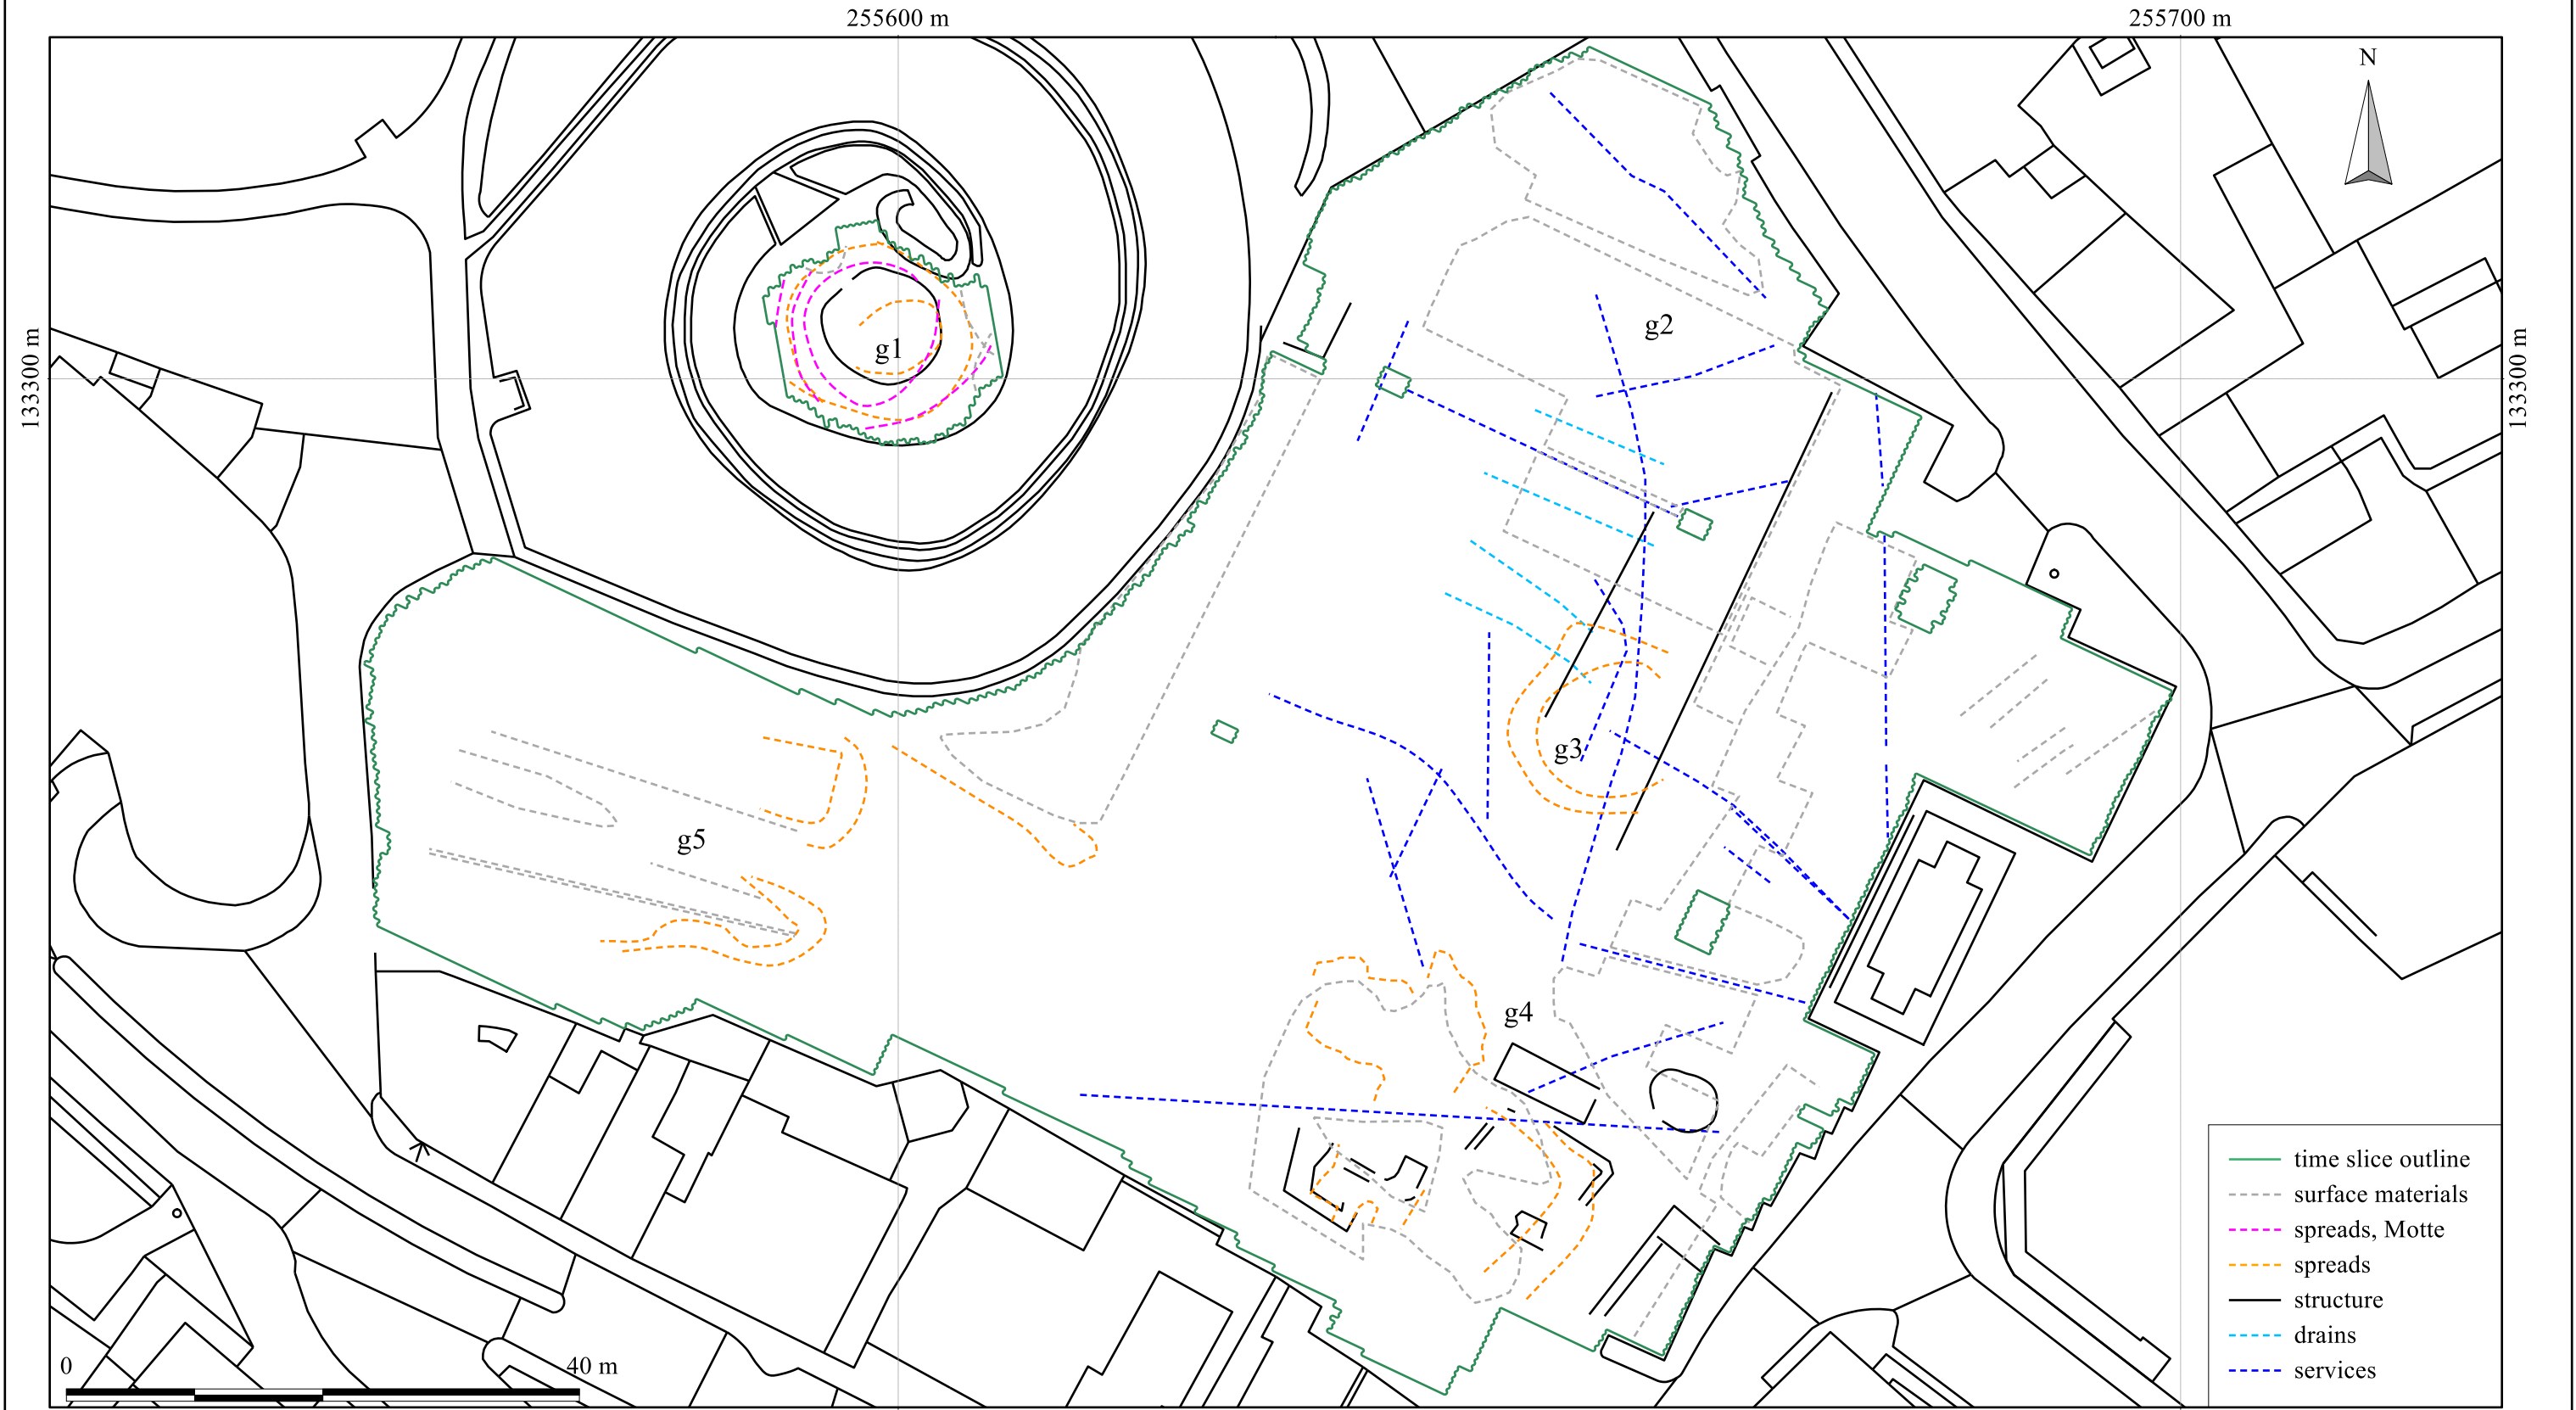 255600 m
255700 m
N
133300 m
133300 m
g1
g2
g3
g4
g5
0
40 m
time slice outline
surface materials
spreads, Motte
spreads
structure
drains
services